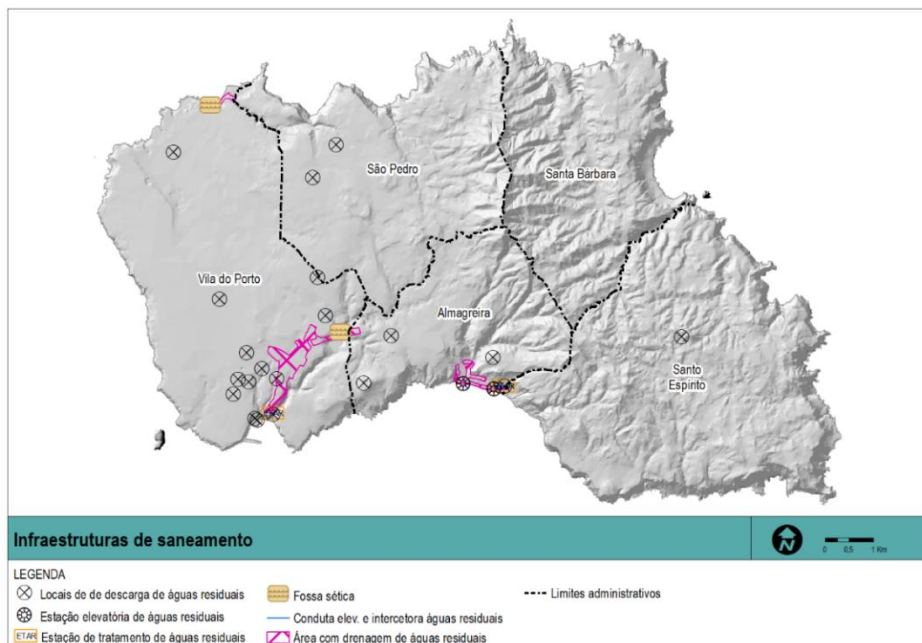 São Pedro
Santa Bárbara
Vila do Porto
Almagreira
Santo
Espírito
Infraestruturas de saneamento
N
0 0,5 1 Km
LEGENDA
Locais de de descarga de águas residuais
Estação elevatória de águas residuais
ETAR Estação de tratamento de águas residuais
Fossa sética
Conduta elev. e intercetora águas residuais
Área com drenagem de águas residuais
Limites administrativos